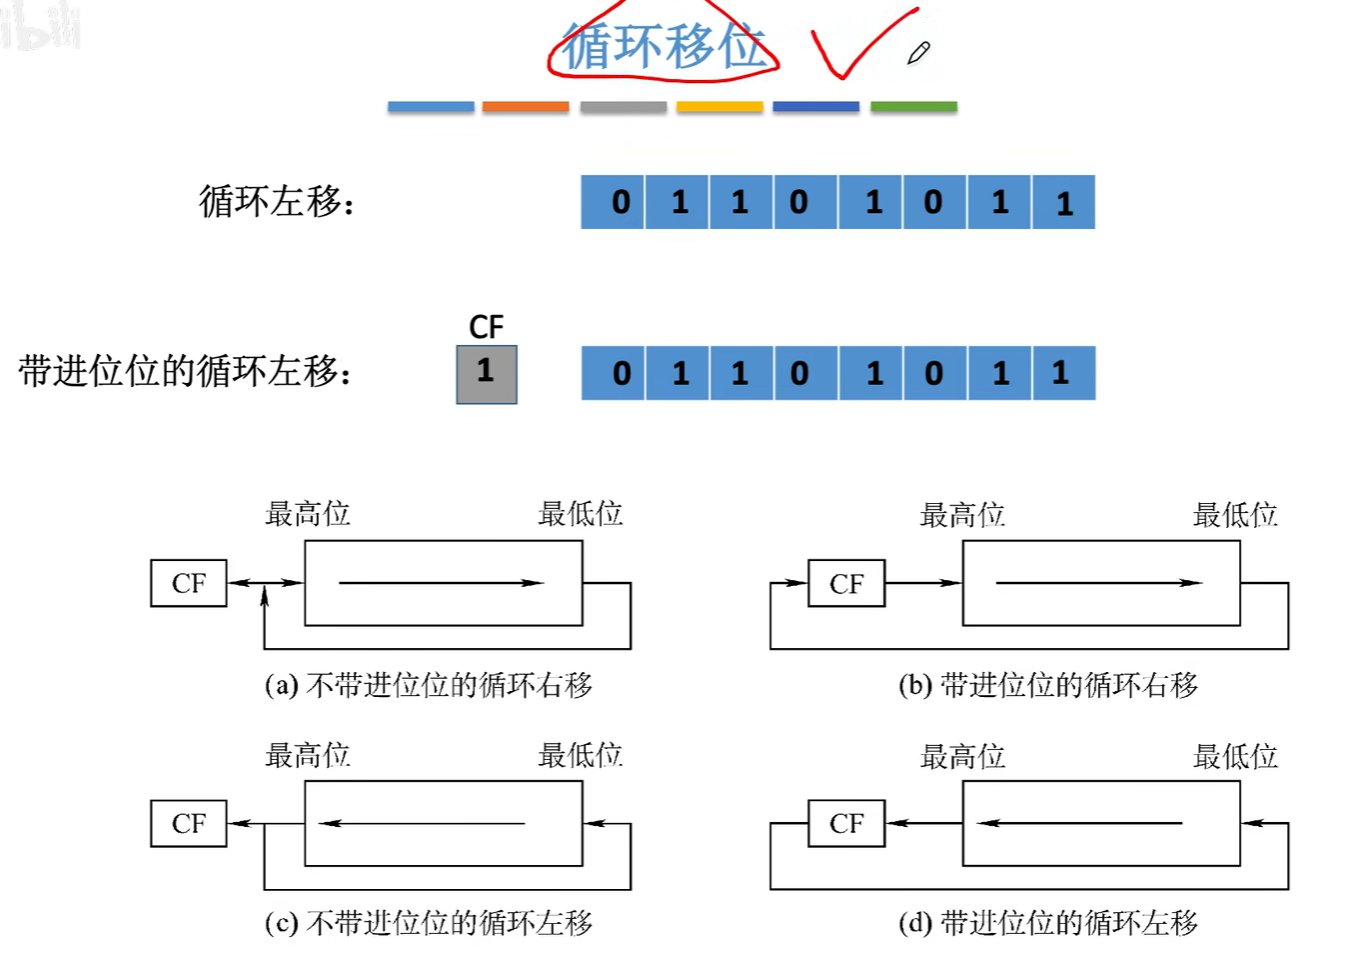 ibili
循环移位
循环左移： 0 1 1 0 1 0 1 1
CF
带进位位的循环左移： 1 0 1 1 0 1 0 1 1
最高位 最低位 最高位 最低位
CF CF
(a) 不带进位位的循环右移 (b) 带进位位的循环右移
最高位 最低位 最高位 最低位
CF CF
(c) 不带进位位的循环左移 (d) 带进位位的循环左移